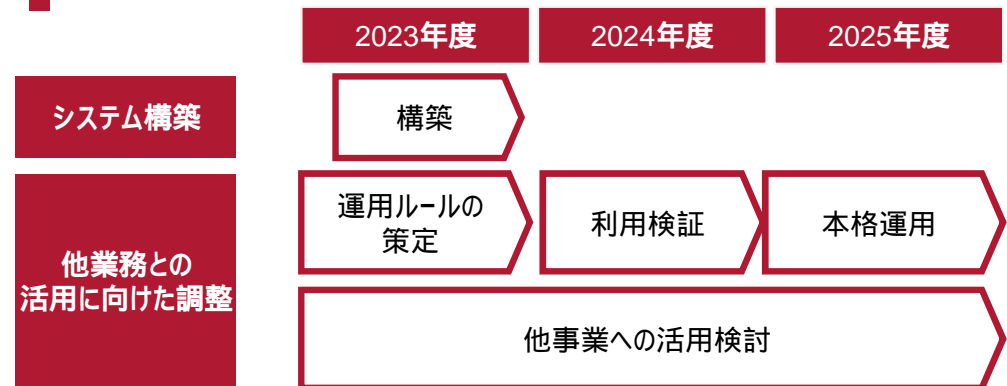 2023年度
2024年度
2025年度
システム構築
構築
他業務との
活用に向けた調整
運用ルールの
策定
利用検証
本格運用
他事業への活用検討